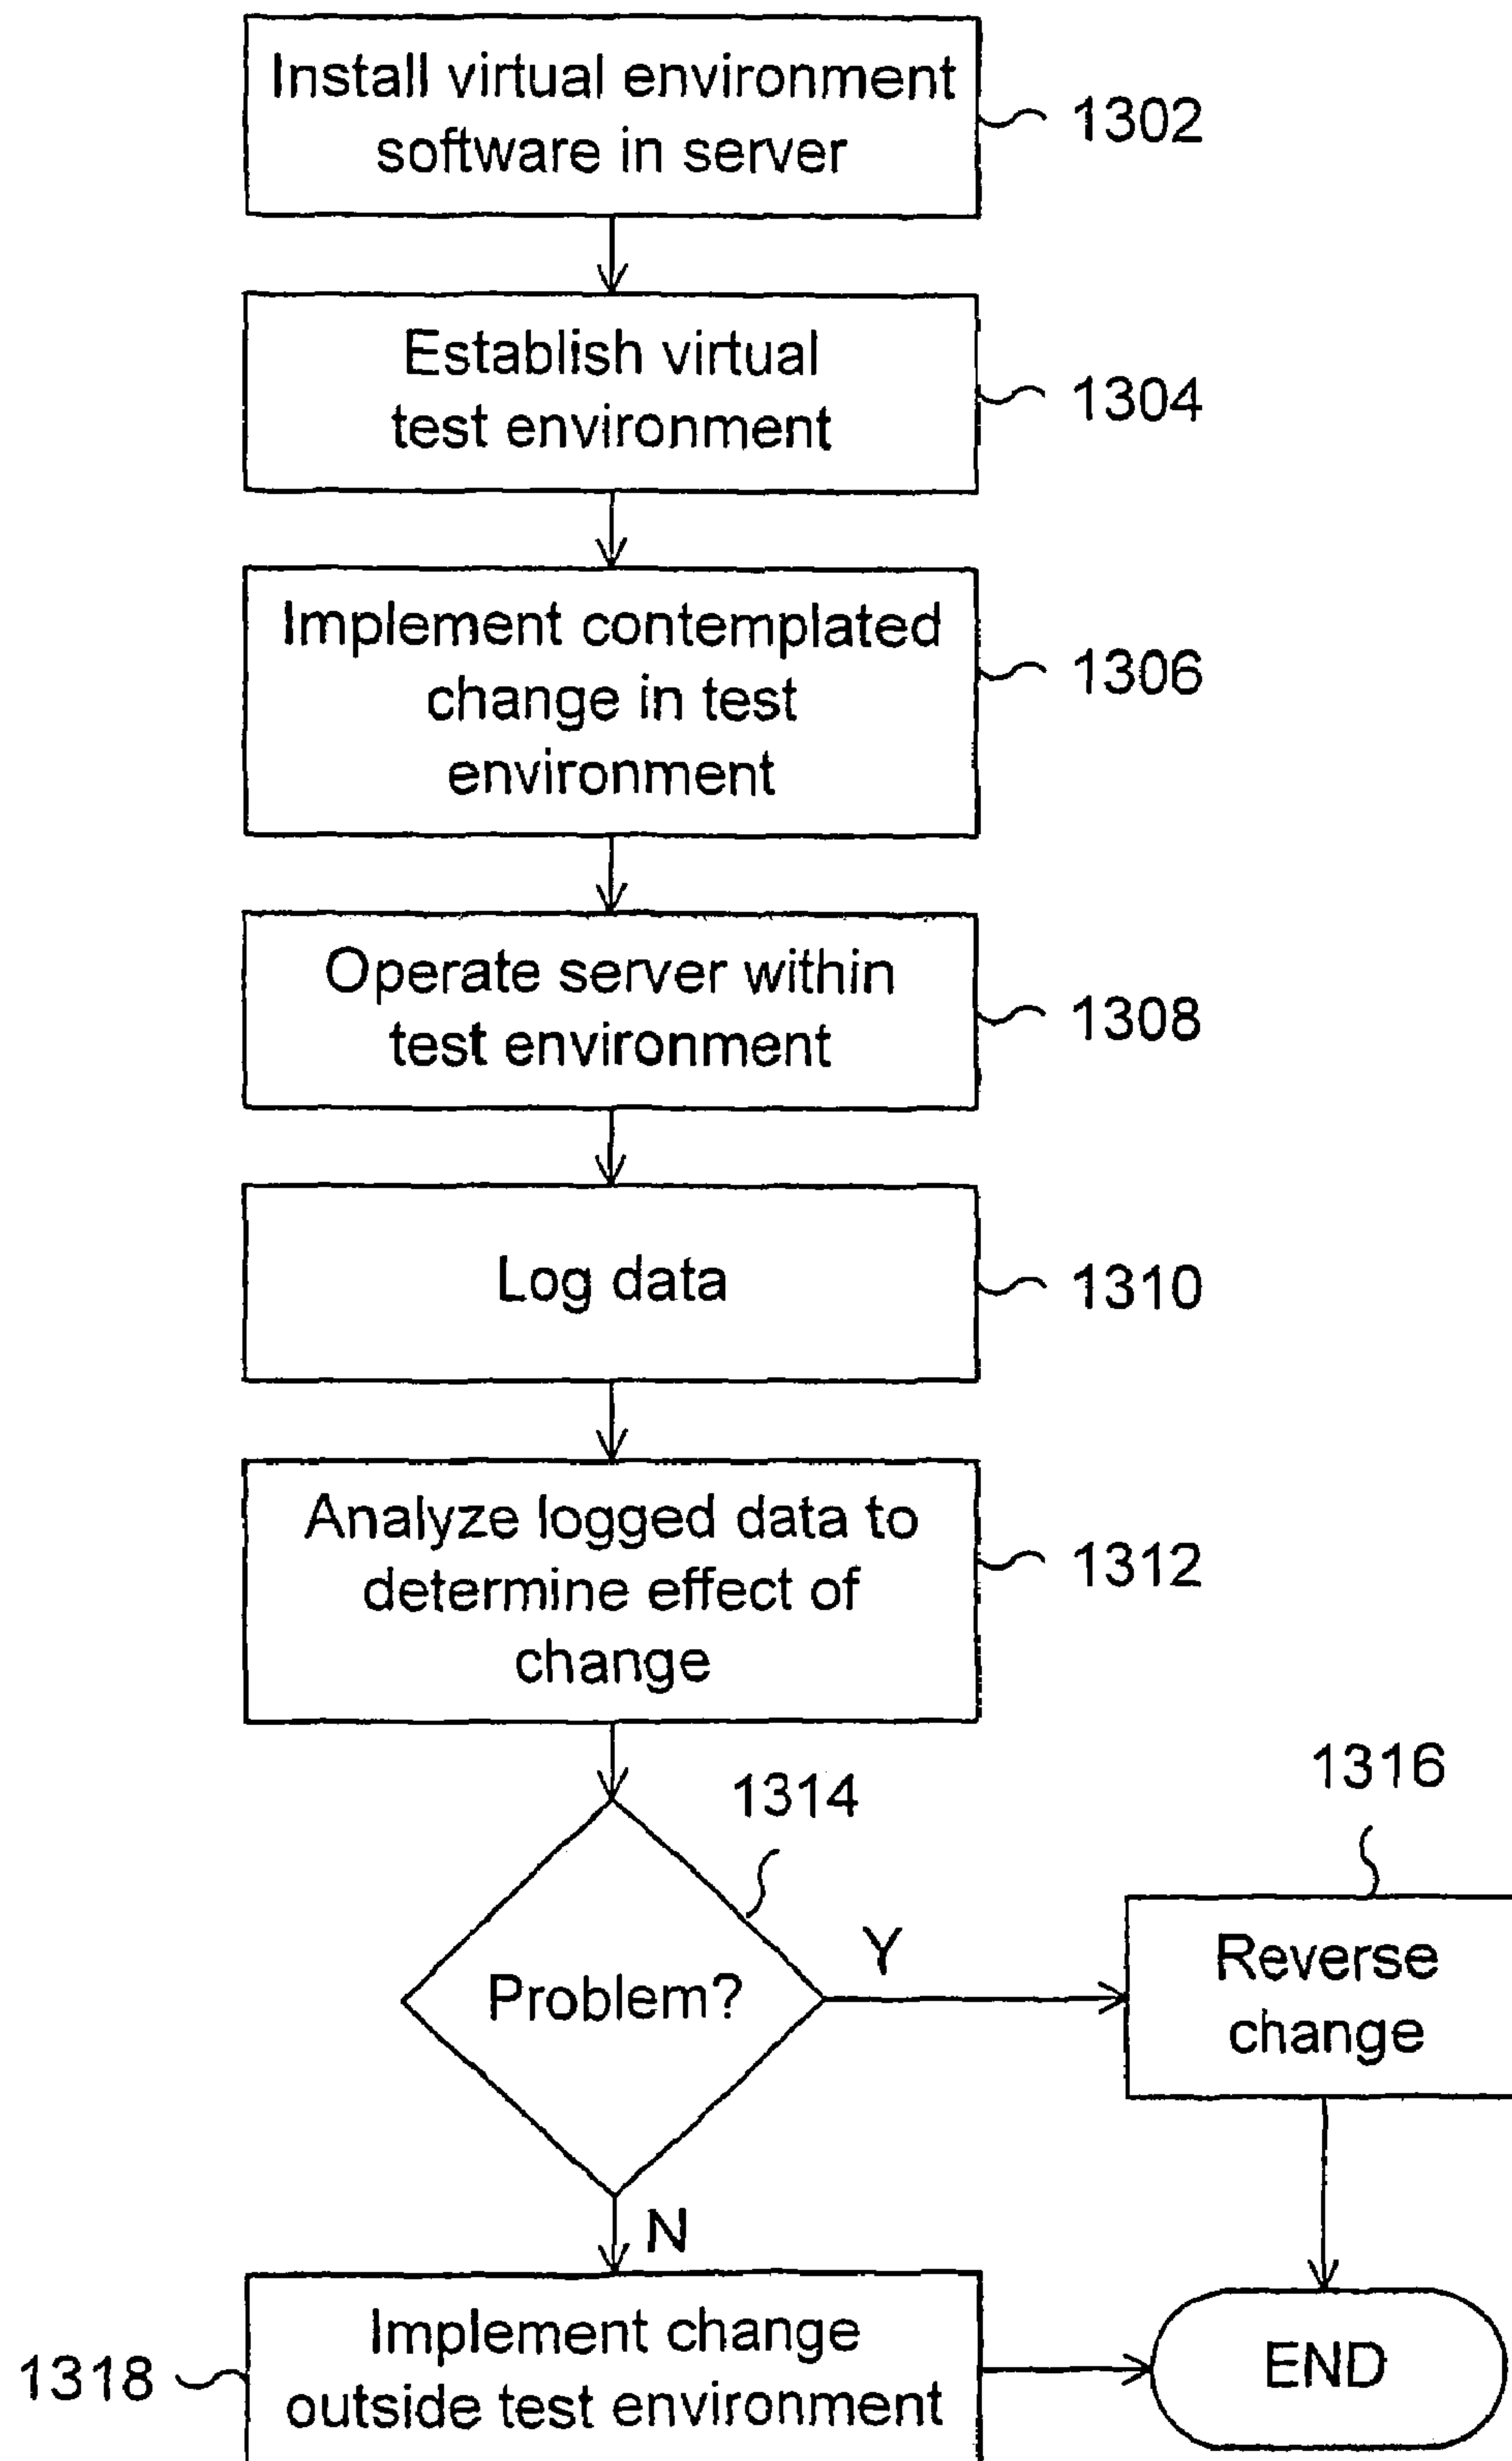 Install virtual environment
software in server
1302
Establish virtual
test environment
1304
Implement contemplated
change in test
environment
1306
Operate server within
test environment
1308
Log data
1310
Analyze logged data to
determine effect of
change
1312
1314
Problem?
Y
N
1316
Reverse
change
Implement change
outside test environment
1318
END